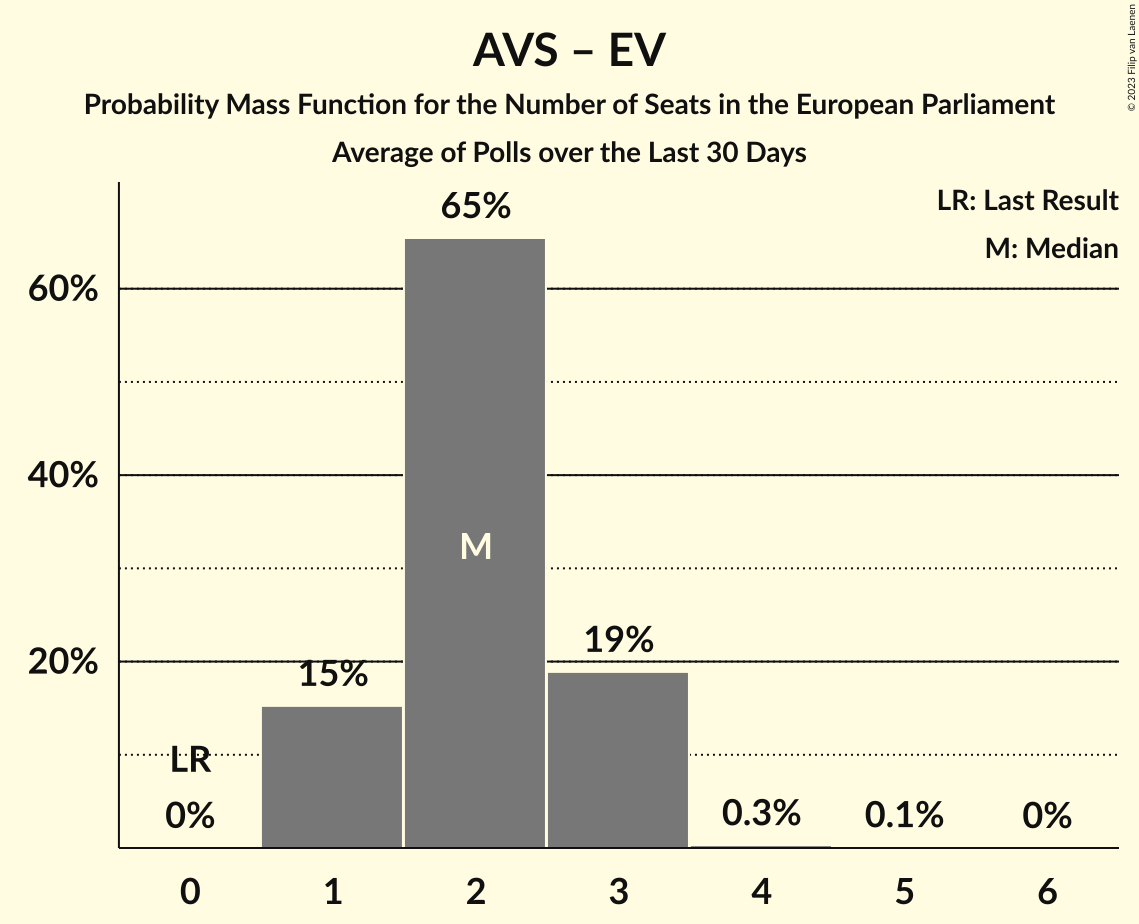 AVS – EV
Probability Mass Function for the Number of Seats in the European Parliament
Average of Polls over the Last 30 Days
© 2023 Filip van Laenen
LR: Last Result
M: Median
65%
60%
40%
M
19%
20%
15%
LR
0%
0.3%
0.1%
0%
0 1 2 3 4 5 6